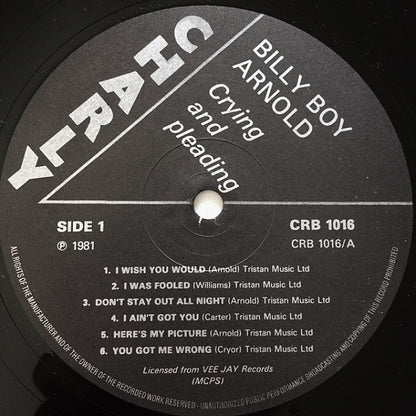 CHARLY
BILLY BOY
ARNOLD
Crying
and
pleading
SIDE 1
℗ 1981
CRB 1016
CRB 1016/A
1. I WISH YOU WOULD (Arnold) Tristan Music Ltd
2. I WAS FOOLED (Williams) Tristan Music Ltd
3. DON'T STAY OUT ALL NIGHT (Arnold) Tristan Music Ltd
4. I AIN'T GOT YOU (Carter) Tristan Music Ltd
5. HERE'S MY PICTURE (Arnold) Tristan Music Ltd
6. YOU GOT ME WRONG (Cryor) Tristan Music Ltd
Licensed from VEE JAY Records
(MCPS)
ALL RIGHTS OF THE MANUFACTURER AND OF THE OWNER OF THE RECORDED WORK RESERVED - UNAUTHORIZED PUBLIC PERFORMANCE BROADCASTING AND COPYING OF THIS RECORD PROHIBITED